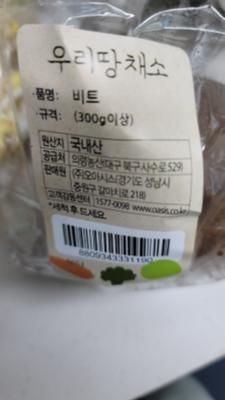 우리땅채소
·품명: 비트
·규격: (300g이상)
원산지 국내산
공급처 의령농산(대구 북구 사수로 529)
판매원 (주)오아시스(경기도 성남시
중원구 갈마치로 218)
고객감동센터 1577-0098 www.oasis.co.kr
*세척 후 드세요.
8809343331190